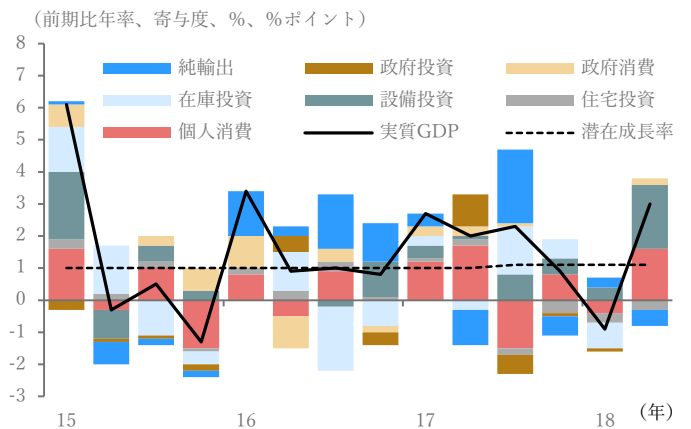 （前期比年率、寄与度、％、％ポイント）
8
7
6
5
4
3
2
1
0
-1
-2
-3
純輸出 政府投資 政府消費
在庫投資 設備投資 住宅投資
個人消費 実質GDP 潜在成長率
15 16 17 18
（年）